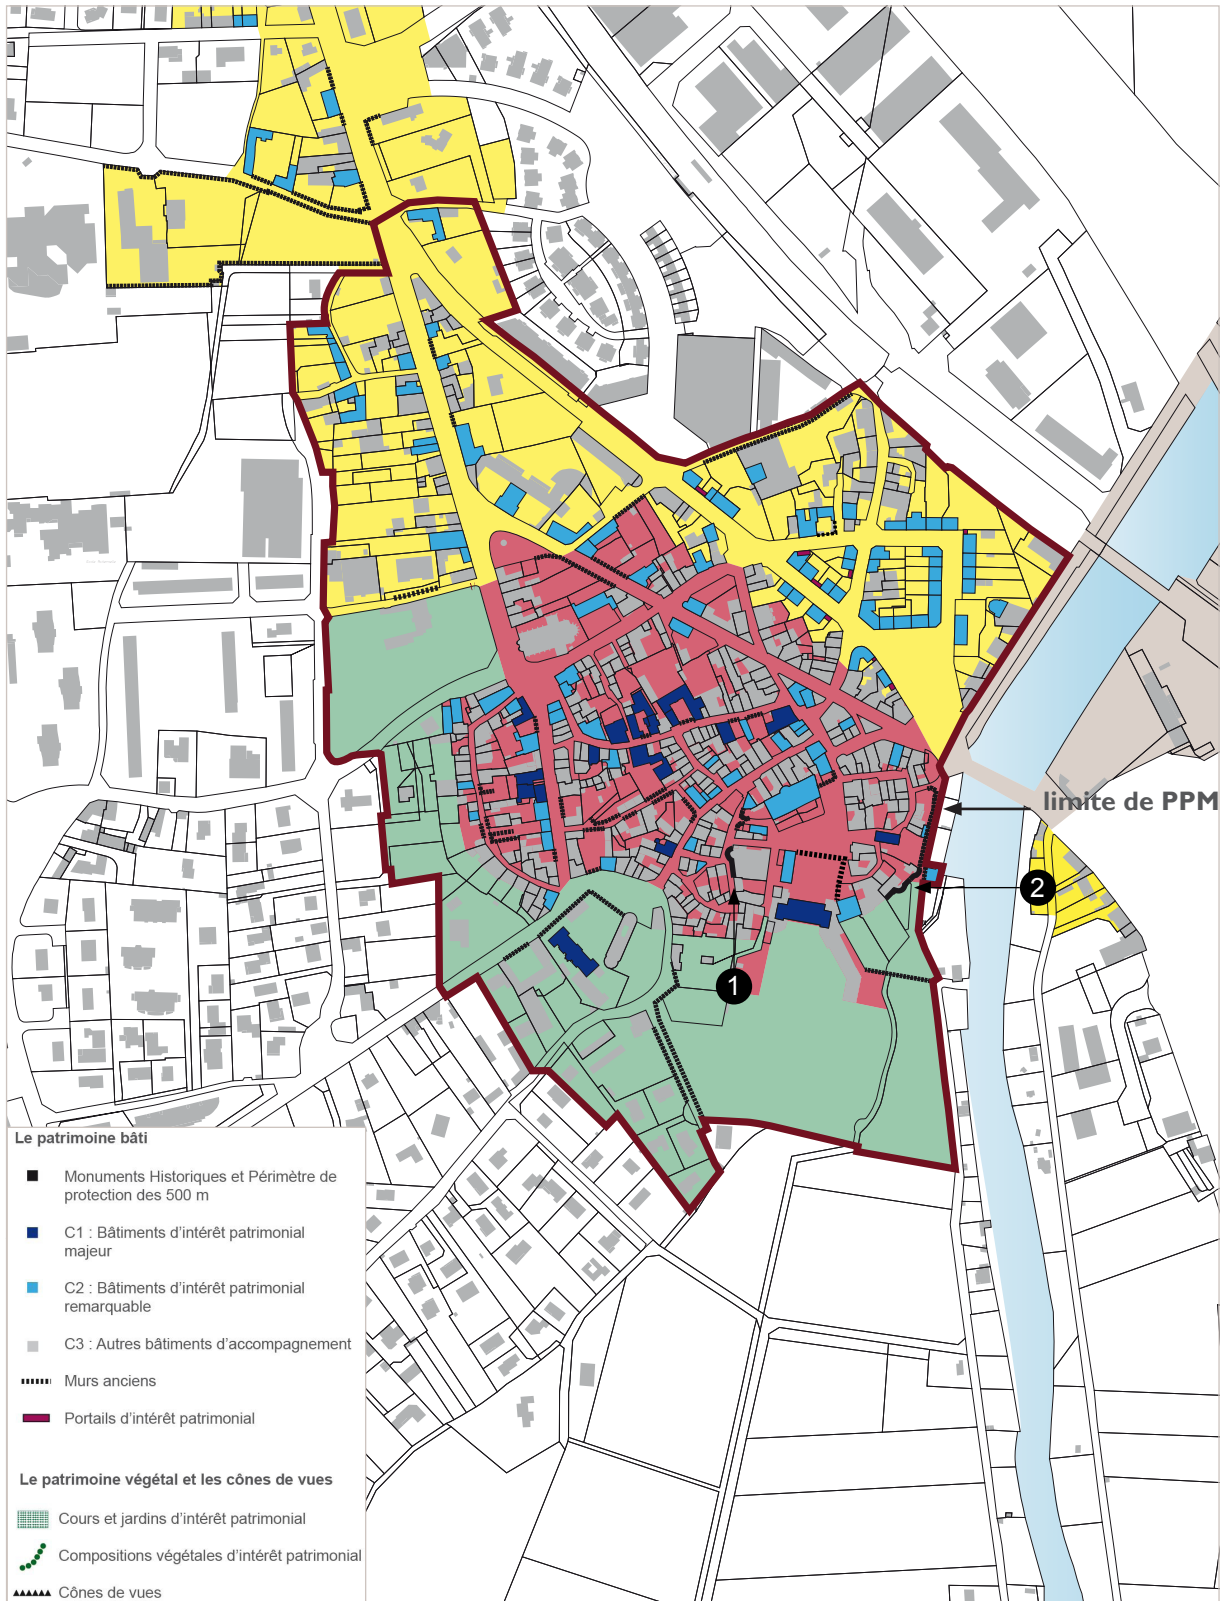 limite de PPM
2
1
Le patrimoine bâti
Monuments Historiques et Périmètre de
protection des 500 m
C1 : Bâtiments d'intérêt patrimonial
majeur
C2 : Bâtiments d'intérêt patrimonial
remarquable
C3 : Autres bâtiments d'accompagnement
Murs anciens
Portails d'intérêt patrimonial
Le patrimoine végétal et les cônes de vues
Cours et jardins d'intérêt patrimonial
Compositions végétales d'intérêt patrimonial
Cônes de vues